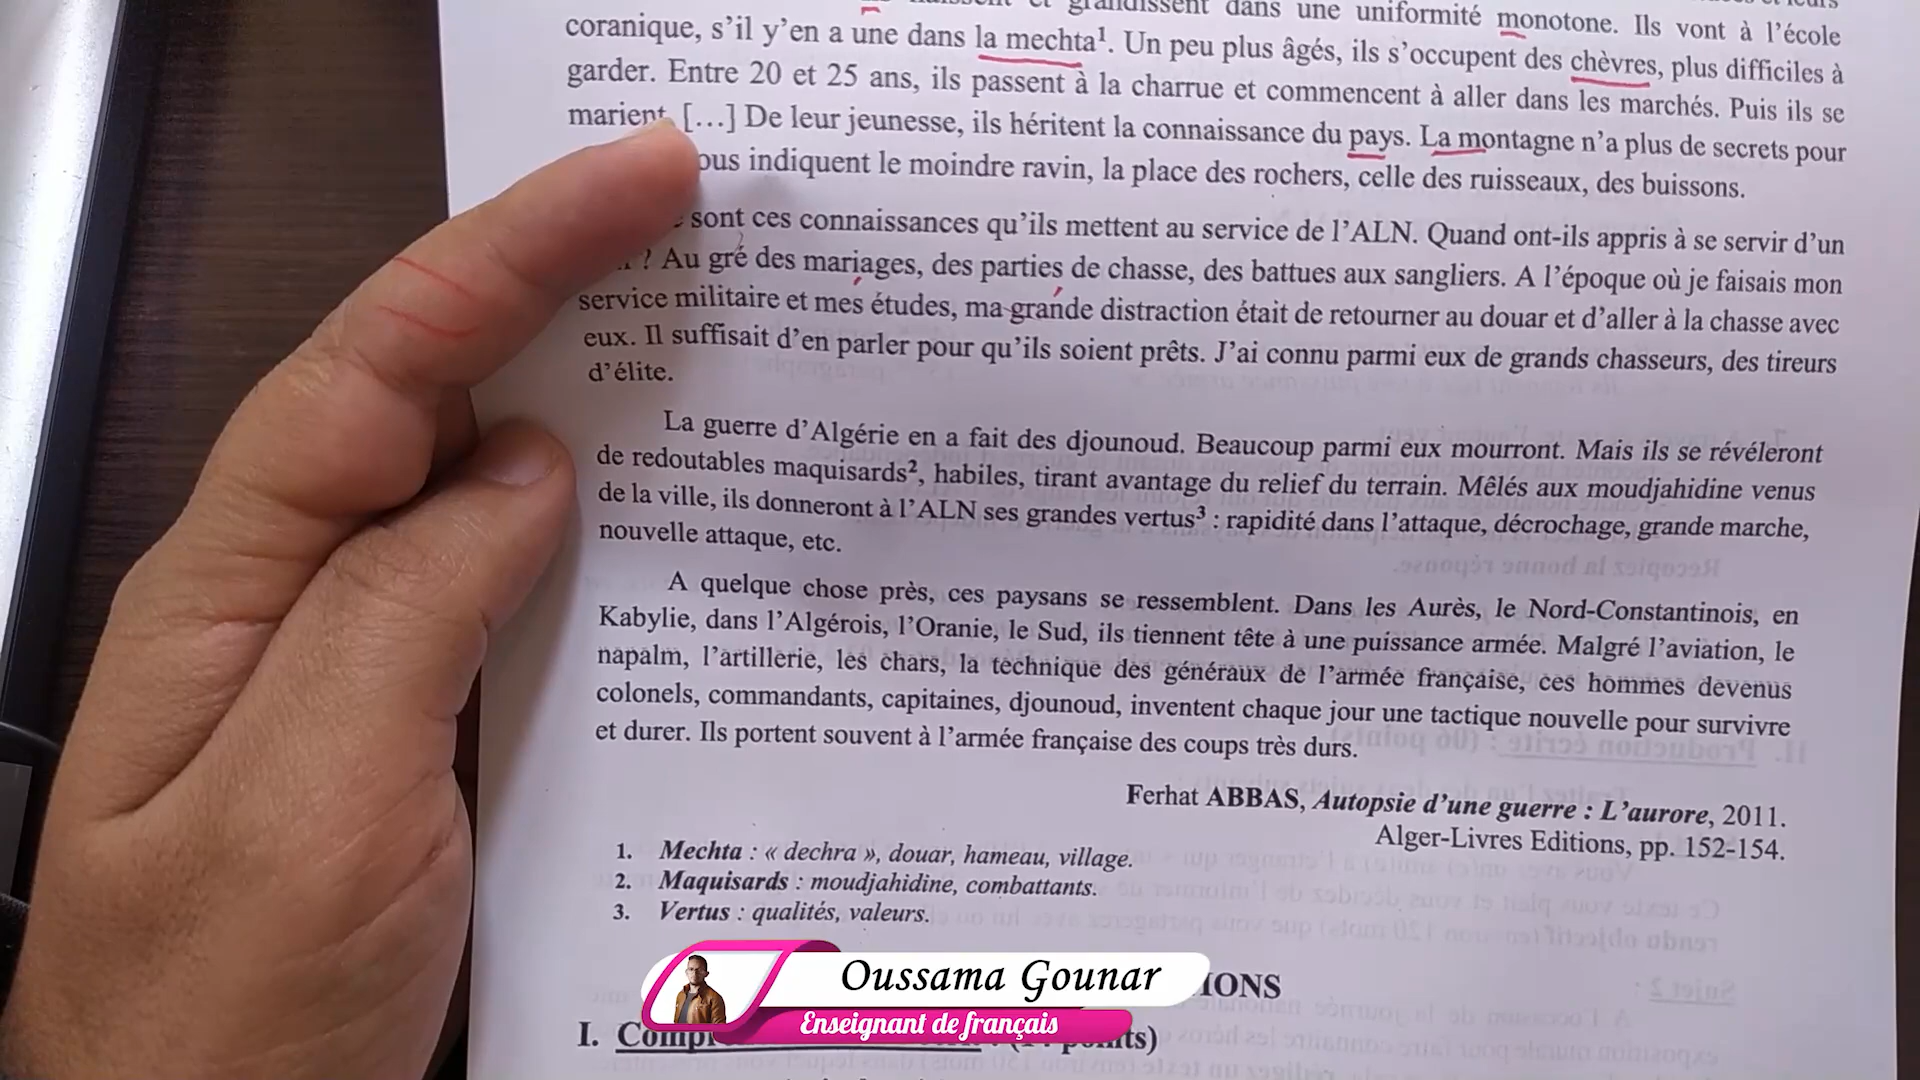 et grandissent dans une uniformité monotone. Ils vont à l'école
coranique, s'il y'en a une dans la mechta¹. Un peu plus âgés, ils s'occupent des chèvres, plus difficiles à
garder. Entre 20 et 25 ans, ils passent à la charrue et commencent à aller dans les marchés. Puis ils se
marient. […] De leur jeunesse, ils héritent la connaissance du pays. La montagne n'a plus de secrets pour
indiquent le moindre ravin, la place des rochers, celle des ruisseaux, des buissons.
sont ces connaissances qu'ils mettent au service de l'ALN. Quand ont-ils appris à se servir d'un
? Au gré des mariages, des parties de chasse, des battues aux sangliers. A l'époque où je faisais mon
service militaire et mes études, ma grande distraction était de retourner au douar et d'aller à la chasse avec
eux. Il suffisait d'en parler pour qu'ils soient prêts. J'ai connu parmi eux de grands chasseurs, des tireurs
d'élite.
La guerre d'Algérie en a fait des djounoud. Beaucoup parmi eux mourront. Mais ils se révéleront
de redoutables maquisards², habiles, tirant avantage du relief du terrain. Mêlés aux moudjahidine venus
de la ville, ils donneront à l'ALN ses grandes vertus³ : rapidité dans l'attaque, décrochage, grande marche,
nouvelle attaque, etc.
A quelque chose près, ces paysans se ressemblent. Dans les Aurès, le Nord-Constantinois, en
Kabylie, dans l'Algérois, l'Oranie, le Sud, ils tiennent tête à une puissance armée. Malgré l'aviation, le
napalm, l'artillerie, les chars, la technique des généraux de l'armée française, ces hommes devenus
colonels, commandants, capitaines, djounoud, inventent chaque jour une tactique nouvelle pour survivre
et durer. Ils portent souvent à l'armée française des coups très durs.
Ferhat ABBAS, Autopsie d'une guerre : L'aurore, 2011.
Alger-Livres Editions, pp. 152-154.
1. Mechta : « dechra », douar, hameau, village.
2. Maquisards : moudjahidine, combattants.
3. Vertus : qualités, valeurs.
Oussama Gounar
Enseignant de français
I.